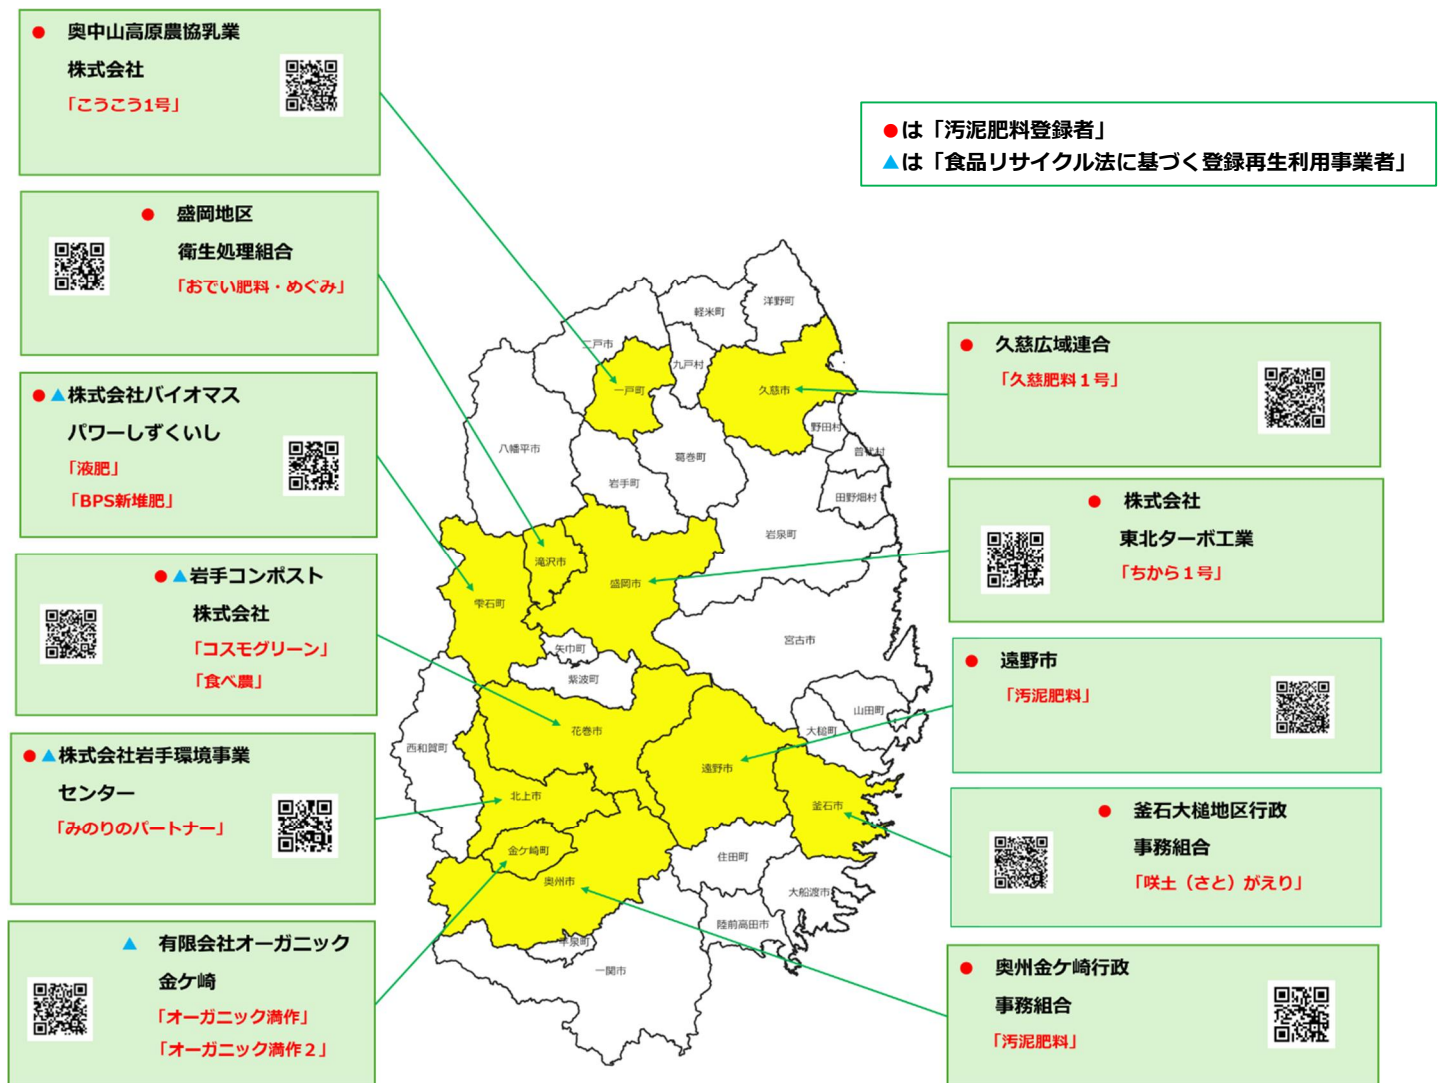 ● 奥中山高原農協乳業
株式会社
「こうこう1号」
● 盛岡地区
衛生処理組合
「おでい肥料・めぐみ」
●▲株式会社バイオマス
パワーしずくいし
「液肥」
「BPS新堆肥」
●▲岩手コンポスト
株式会社
「コスモグリーン」
「食べ農」
●▲株式会社岩手環境事業
センター
「みのりのパートナー」
▲ 有限会社オーガニック
金ケ崎
「オーガニック満作」
「オーガニック満作２」
●は「汚泥肥料登録者」
▲は「食品リサイクル法に基づく登録再生利用事業者」
洋野町
軽米町
二戸市
九戸村
一戸町
久慈市
野田村
普代村
八幡平市
葛巻町
岩手町
田野畑村
岩泉町
滝沢市
盛岡市
雫石町
宮古市
矢巾町
紫波町
山田町
大槌町
花巻市
西和賀町
遠野市
北上市
釜石市
金ケ崎町
住田町
奥州市
大船渡市
陸前高田市
平泉町
一関市
● 久慈広域連合
「久慈肥料１号」
● 株式会社
東北ターボ工業
「ちから１号」
● 遠野市
「汚泥肥料」
● 釜石大槌地区行政
事務組合
「咲土（さと）がえり」
● 奥州金ケ崎行政
事務組合
「汚泥肥料」